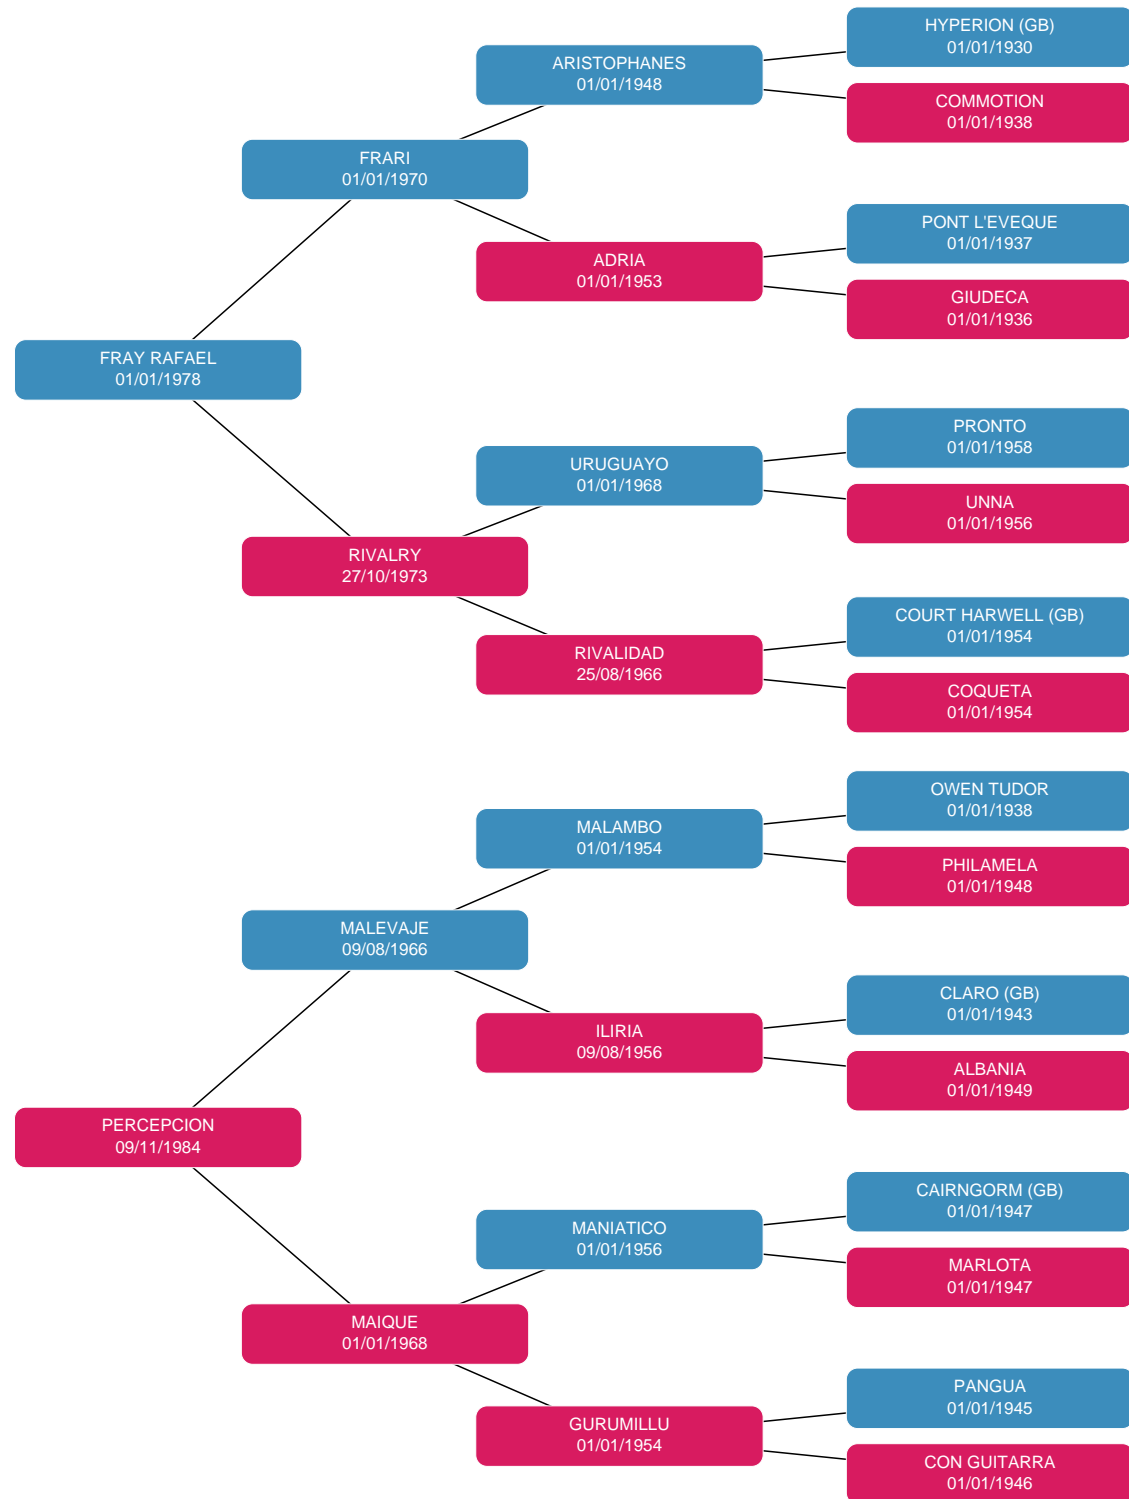 HYPERION (GB)
01/01/1930
ARISTOPHANES
01/01/1948
COMMOTION
01/01/1938
FRARI
01/01/1970
PONT L'EVEQUE
01/01/1937
ADRIA
01/01/1953
GIUDECA
01/01/1936
FRAY RAFAEL
01/01/1978
PRONTO
01/01/1958
URUGUAYO
01/01/1968
UNNA
01/01/1956
RIVALRY
27/10/1973
COURT HARWELL (GB)
01/01/1954
RIVALIDAD
25/08/1966
COQUETA
01/01/1954
OWEN TUDOR
01/01/1938
MALAMBO
01/01/1954
PHILAMELA
01/01/1948
MALEVAJE
09/08/1966
CLARO (GB)
01/01/1943
ILIRIA
09/08/1956
ALBANIA
01/01/1949
PERCEPCION
09/11/1984
CAIRNGORM (GB)
01/01/1947
MANIATICO
01/01/1956
MARLOTA
01/01/1947
MAIQUE
01/01/1968
PANGUA
01/01/1945
GURUMILLU
01/01/1954
CON GUITARRA
01/01/1946